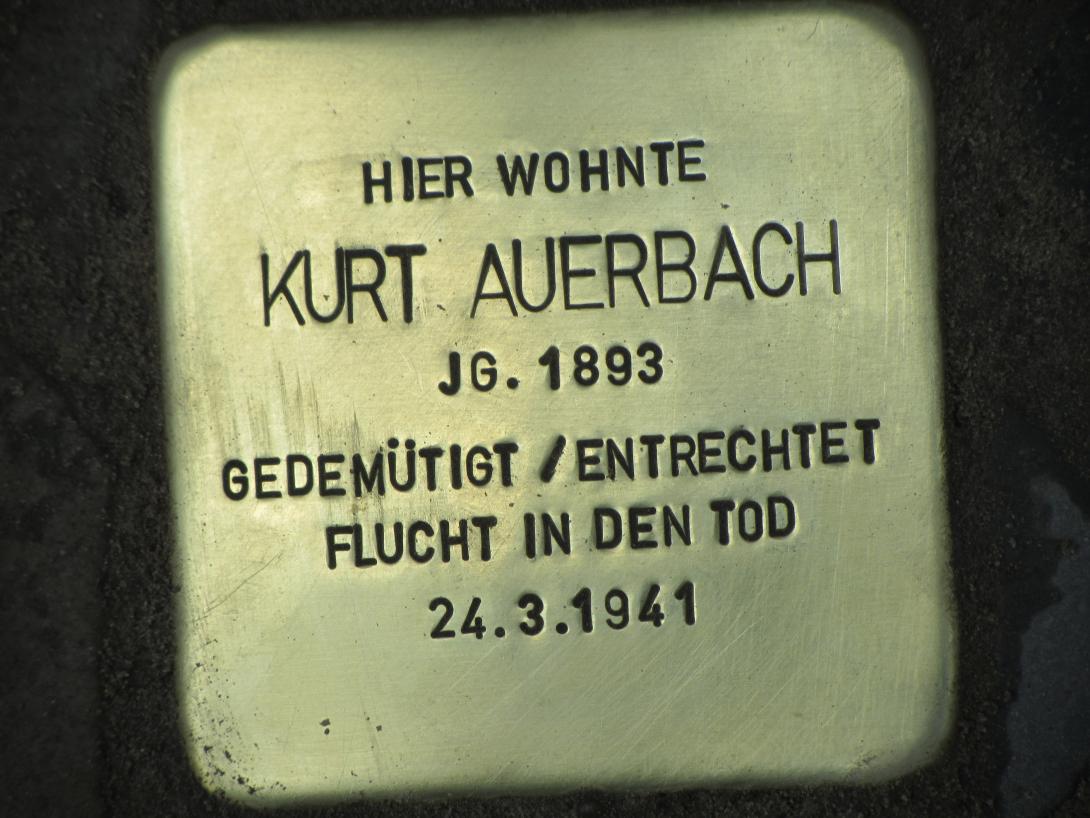 HIER WOHNTE
KURT AUERBACH
JG. 1893
GEDEMÜTIGT / ENTRECHTET
FLUCHT IN DEN TOD
24.3.1941